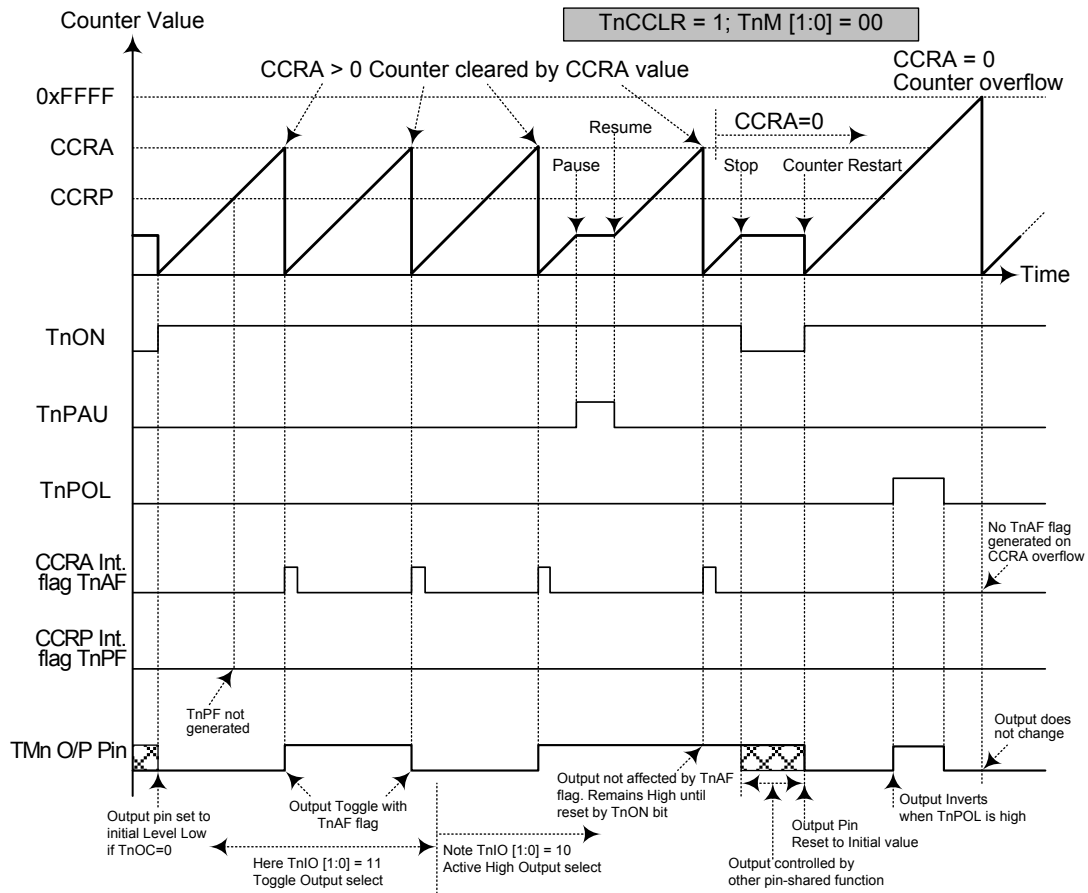 Counter Value
TnCCLR = 1; TnM [1:0] = 00
CCRA > 0 Counter cleared by CCRA value
CCRA = 0
Counter overflow
0xFFFF
CCRA
CCRP
Resume
CCRA=0
Pause
Stop
Counter Restart
Time
TnON
TnPAU
TnPOL
No TnAF flag
generated on
CCRA overflow
CCRA Int.
flag TnAF
CCRP Int.
flag TnPF
TnPF not
generated
TMn O/P Pin
Output does
not change
Output pin set to
initial Level Low
if TnOC=0
Output Toggle with
TnAF flag
Output not affected by TnAF
flag. Remains High until
reset by TnON bit
Output Inverts
when TnPOL is high
Output Pin
Reset to Initial value
Here TnIO [1:0] = 11
Toggle Output select
Note TnIO [1:0] = 10
Active High Output select
Output controlled by
other pin-shared function